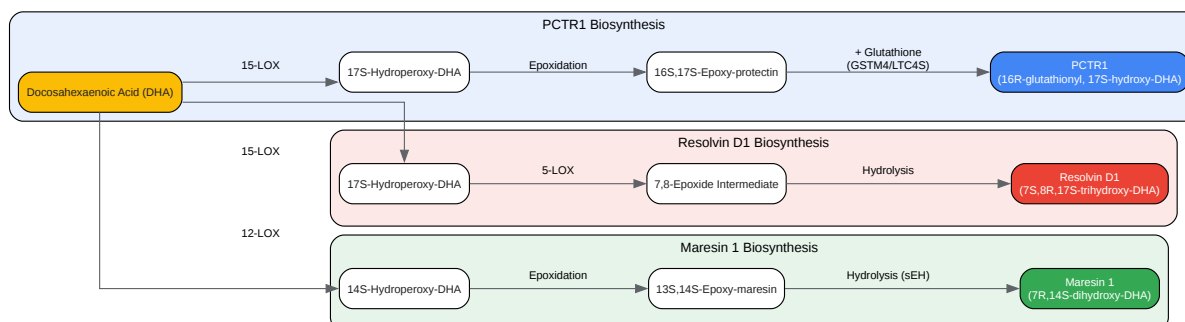 PCTR1 Biosynthesis
Docosahexaenoic Acid (DHA)
15-LOX
17S-Hydroperoxy-DHA
Epoxidation
16S,17S-Epoxy-protectin
+ Glutathione
(GSTM4/LTC4S)
PCTR1
(16R-glutathionyl, 17S-hydroxy-DHA)
Resolvin D1 Biosynthesis
15-LOX
17S-Hydroperoxy-DHA
5-LOX
7,8-Epoxide Intermediate
Hydrolysis
Resolvin D1
(7S,8R,17S-trihydroxy-DHA)
Maresin 1 Biosynthesis
12-LOX
14S-Hydroperoxy-DHA
Epoxidation
13S,14S-Epoxy-maresin
Hydrolysis (sEH)
Maresin 1
(7R,14S-dihydroxy-DHA)